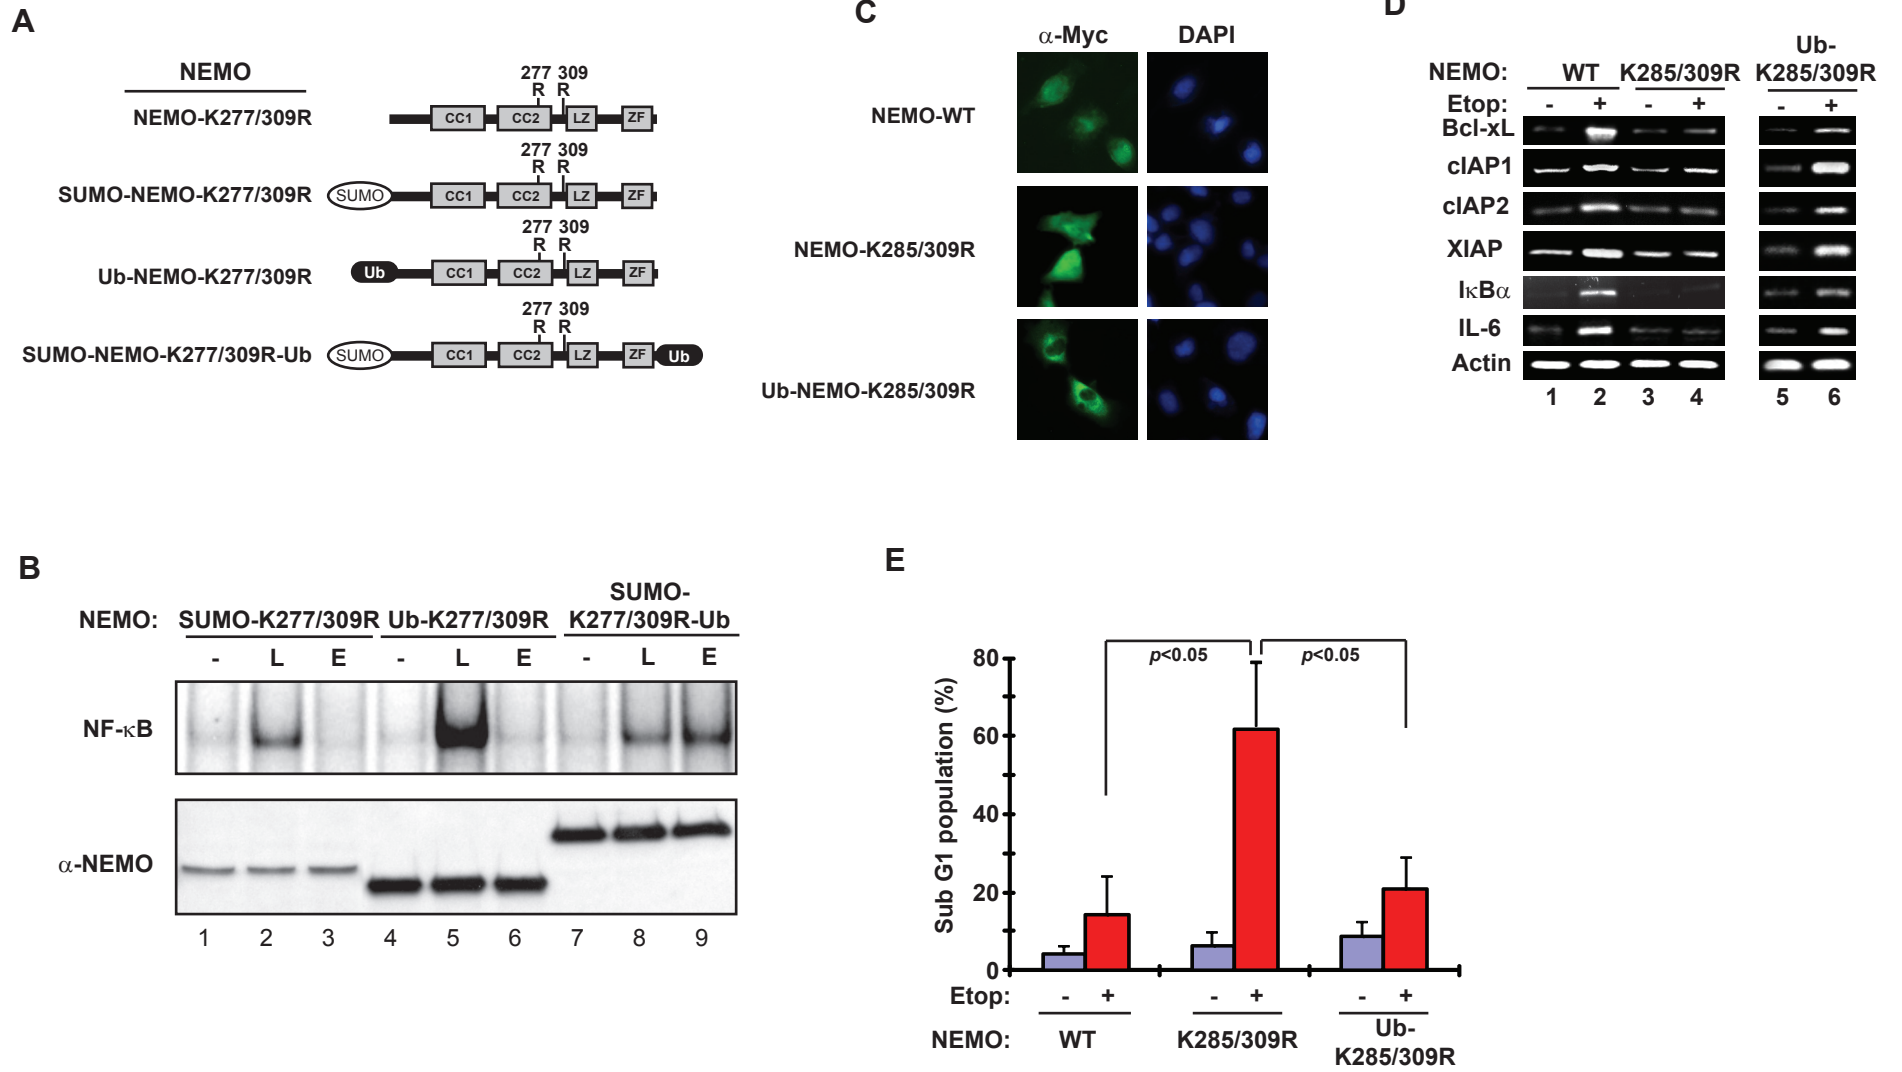 A
NEMO
277 309
R R
NEMO-K277/309R
CC1 CC2 LZ ZF
277 309
R R
SUMO-NEMO-K277/309R
SUMO CC1 CC2 LZ ZF
277 309
R R
Ub-NEMO-K277/309R
Ub CC1 CC2 LZ ZF
277 309
R R
SUMO-NEMO-K277/309R-Ub
SUMO CC1 CC2 LZ ZF Ub
B
SUMO-
NEMO: SUMO-K277/309R Ub-K277/309R K277/309R-Ub
- L E - L E - L E
NF-κB
α-NEMO
1 2 3 4 5 6 7 8 9
C
α-Myc DAPI
NEMO-WT
NEMO-K285/309R
Ub-NEMO-K285/309R
D
Ub-
NEMO: WT K285/309R K285/309R
Etop: - + - + - +
Bcl-xL
cIAP1
cIAP2
XIAP
IκBα
IL-6
Actin
1 2 3 4 5 6
E
Sub G1 population (%)
80
60
40
20
0
p<0.05 p<0.05
Etop: - + - + - +
NEMO: WT K285/309R Ub-
K285/309R